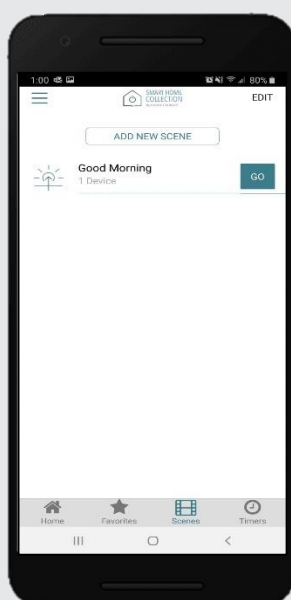 1:00
80%
SMART HOME
COLLECTION
EDIT
ADD NEW SCENE
Good Morning
1 Device
GO
Home Favorites Scenes Timers